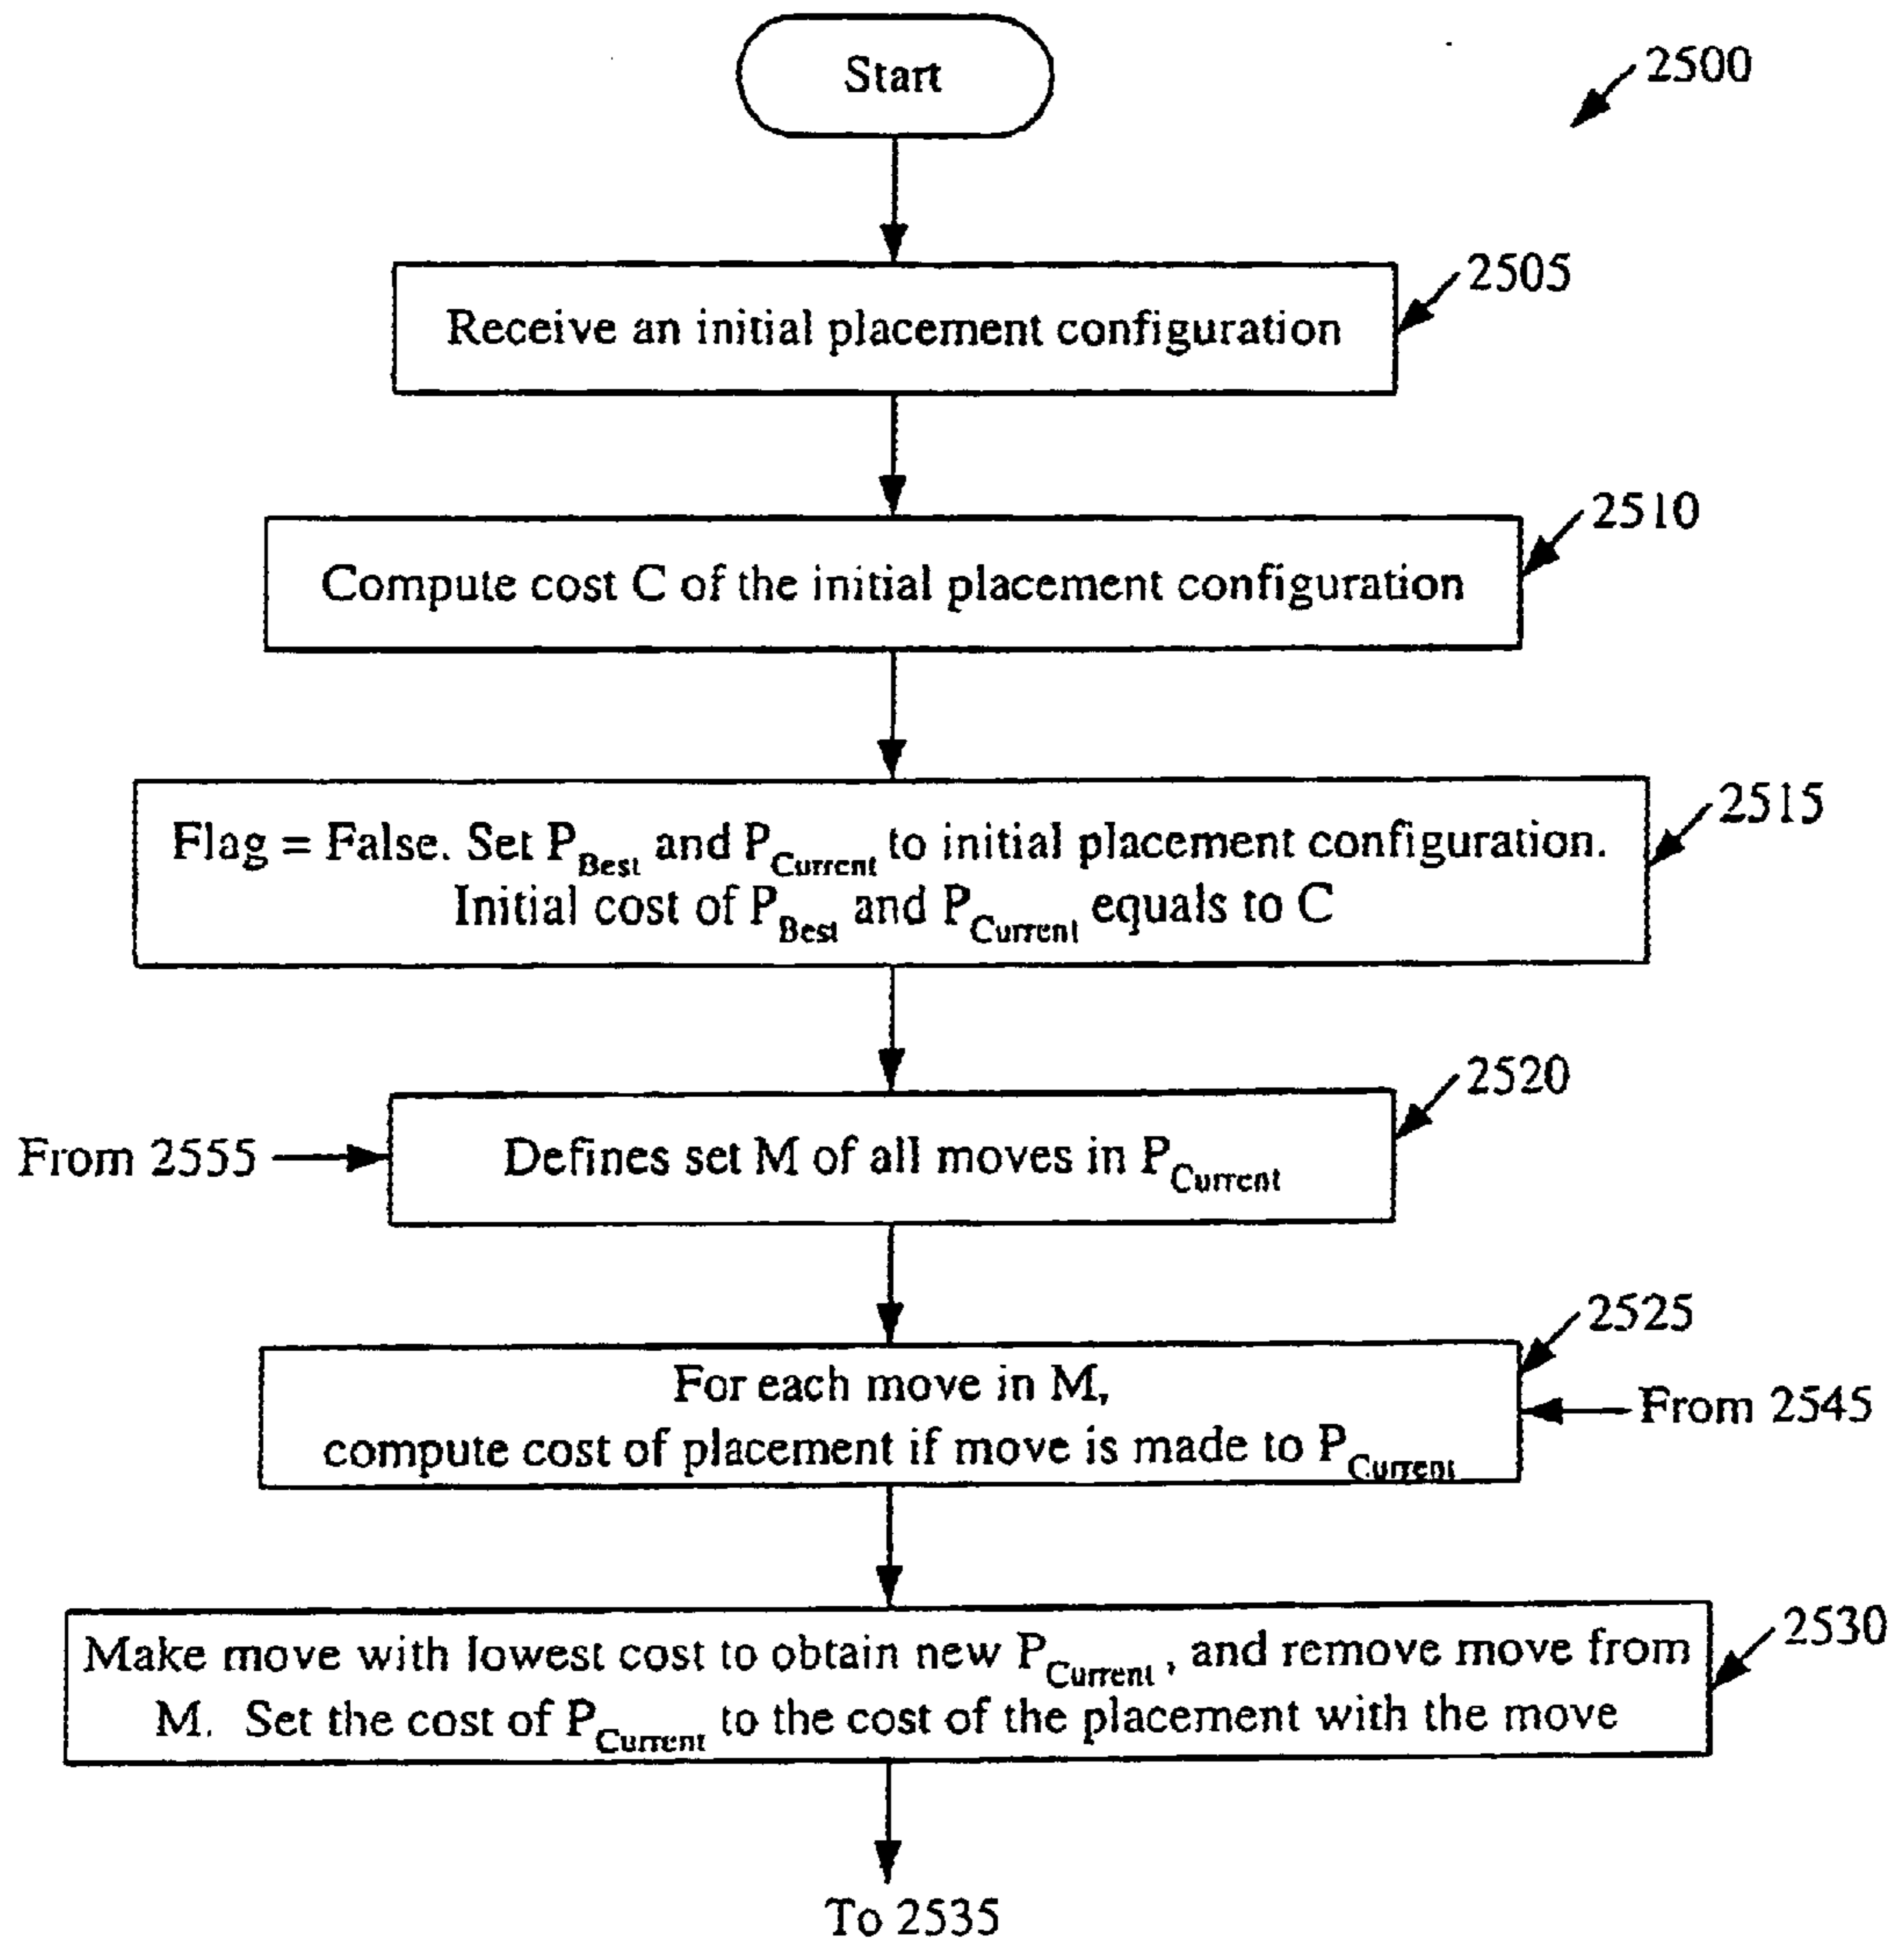 Start
2500
2505
Receive an initial placement configuration
2510
Compute cost C of the initial placement configuration
2515
Flag = False. Set P_Best and P_Current to initial placement configuration.
Initial cost of P_Best and P_Current equals to C
2520
From 2555
Defines set M of all moves in P_Current
2525
For each move in M,
From 2545
compute cost of placement if move is made to P_Current
2530
Make move with lowest cost to obtain new P_Current, and remove move from
M. Set the cost of P_Current to the cost of the placement with the move
To 2535